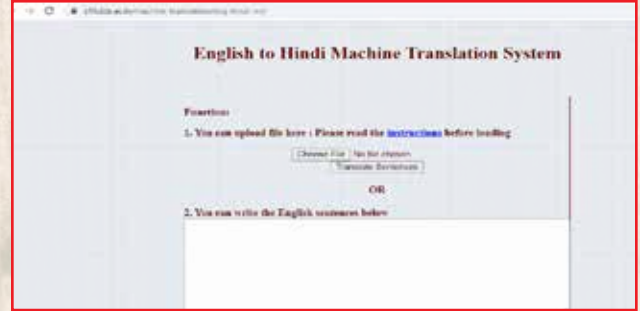 English to Hindi Machine Translation System
Functions
1. You can upload file here : Please read the instructions before loading
Choose File No file chosen
Translate Sentences
OR
2. You can write the English sentences below